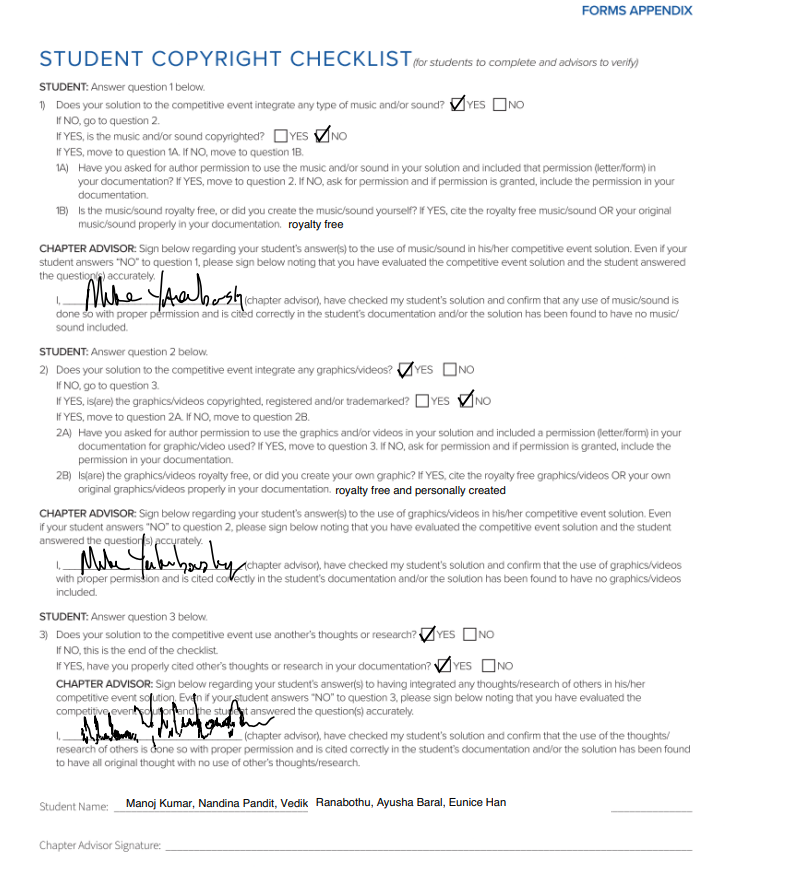 FORMS APPENDIX
STUDENT COPYRIGHT CHECKLIST (for students to complete and advisors to verify)
STUDENT: Answer question 1 below.
1) Does your solution to the competitive event integrate any type of music and/or sound? YES NO
If NO, go to question 2.
If YES, is the music and/or sound copyrighted? YES NO
If YES, move to question 1A. If NO, move to question 1B.
1A) Have you asked for author permission to use the music and/or sound in your solution and included that permission (letter/form) in
your documentation? If YES, move to question 2. If NO, ask for permission and if permission is granted, include the permission in your
documentation.
1B) Is the music/sound royalty free, or did you create the music/sound yourself? If YES, cite the royalty free music/sound OR your original
music/sound properly in your documentation. royalty free
CHAPTER ADVISOR: Sign below regarding your student's answer(s) to the use of music/sound in his/her competitive event solution. Even if your
student answers "NO" to question 1, please sign below noting that you have evaluated the competitive event solution and the student answered
the question(s) accurately.
I, Mike (chapter advisor), have checked my student's solution and confirm that any use of music/sound is
done so with proper permission and is cited correctly in the student's documentation and/or the solution has been found to have no music/
sound included.
STUDENT: Answer question 2 below.
2) Does your solution to the competitive event integrate any graphics/videos? YES NO
If NO, go to question 3.
If YES, is(are) the graphics/videos copyrighted, registered and/or trademarked? YES NO
If YES, move to question 2A. If NO, move to question 2B.
2A) Have you asked for author permission to use the graphics and/or videos in your solution and included a permission (letter/form) in your
documentation for graphic/video used? If YES, move to question 3. If NO, ask for permission and if permission is granted, include the
permission in your documentation.
2B) Is(are) the graphics/videos royalty free, or did you create your own graphic? If YES, cite the royalty free graphics/videos OR your own
original graphics/videos properly in your documentation. royalty free and personally created
CHAPTER ADVISOR: Sign below regarding your student's answer(s) to the use of graphics/videos in his/her competitive event solution. Even
if your student answers "NO" to question 2, please sign below noting that you have evaluated the competitive event solution and the student
answered the question(s) accurately.
I, Mike (chapter advisor), have checked my student's solution and confirm that the use of graphics/videos
with proper permission and is cited correctly in the student's documentation and/or the solution has been found to have no graphics/videos
included.
STUDENT: Answer question 3 below.
3) Does your solution to the competitive event use another's thoughts or research? YES NO
If NO, this is the end of the checklist.
If YES, have you properly cited other's thoughts or research in your documentation? YES NO
CHAPTER ADVISOR: Sign below regarding your student's answer(s) to having integrated any thoughts/research of others in his/her
competitive event solution. Even if your student answers "NO" to question 3, please sign below noting that you have evaluated the
competitive event solution and the student answered the question(s) accurately.
I, (chapter advisor), have checked my student's solution and confirm that the use of the thoughts/
research of others is done so with proper permission and is cited correctly in the student's documentation and/or the solution has been found
to have all original thought with no use of other's thoughts/research.
Student Name: Manoj Kumar, Nandina Pandit, Vedik Ranabothu, Ayusha Baral, Eunice Han
Chapter Advisor Signature: